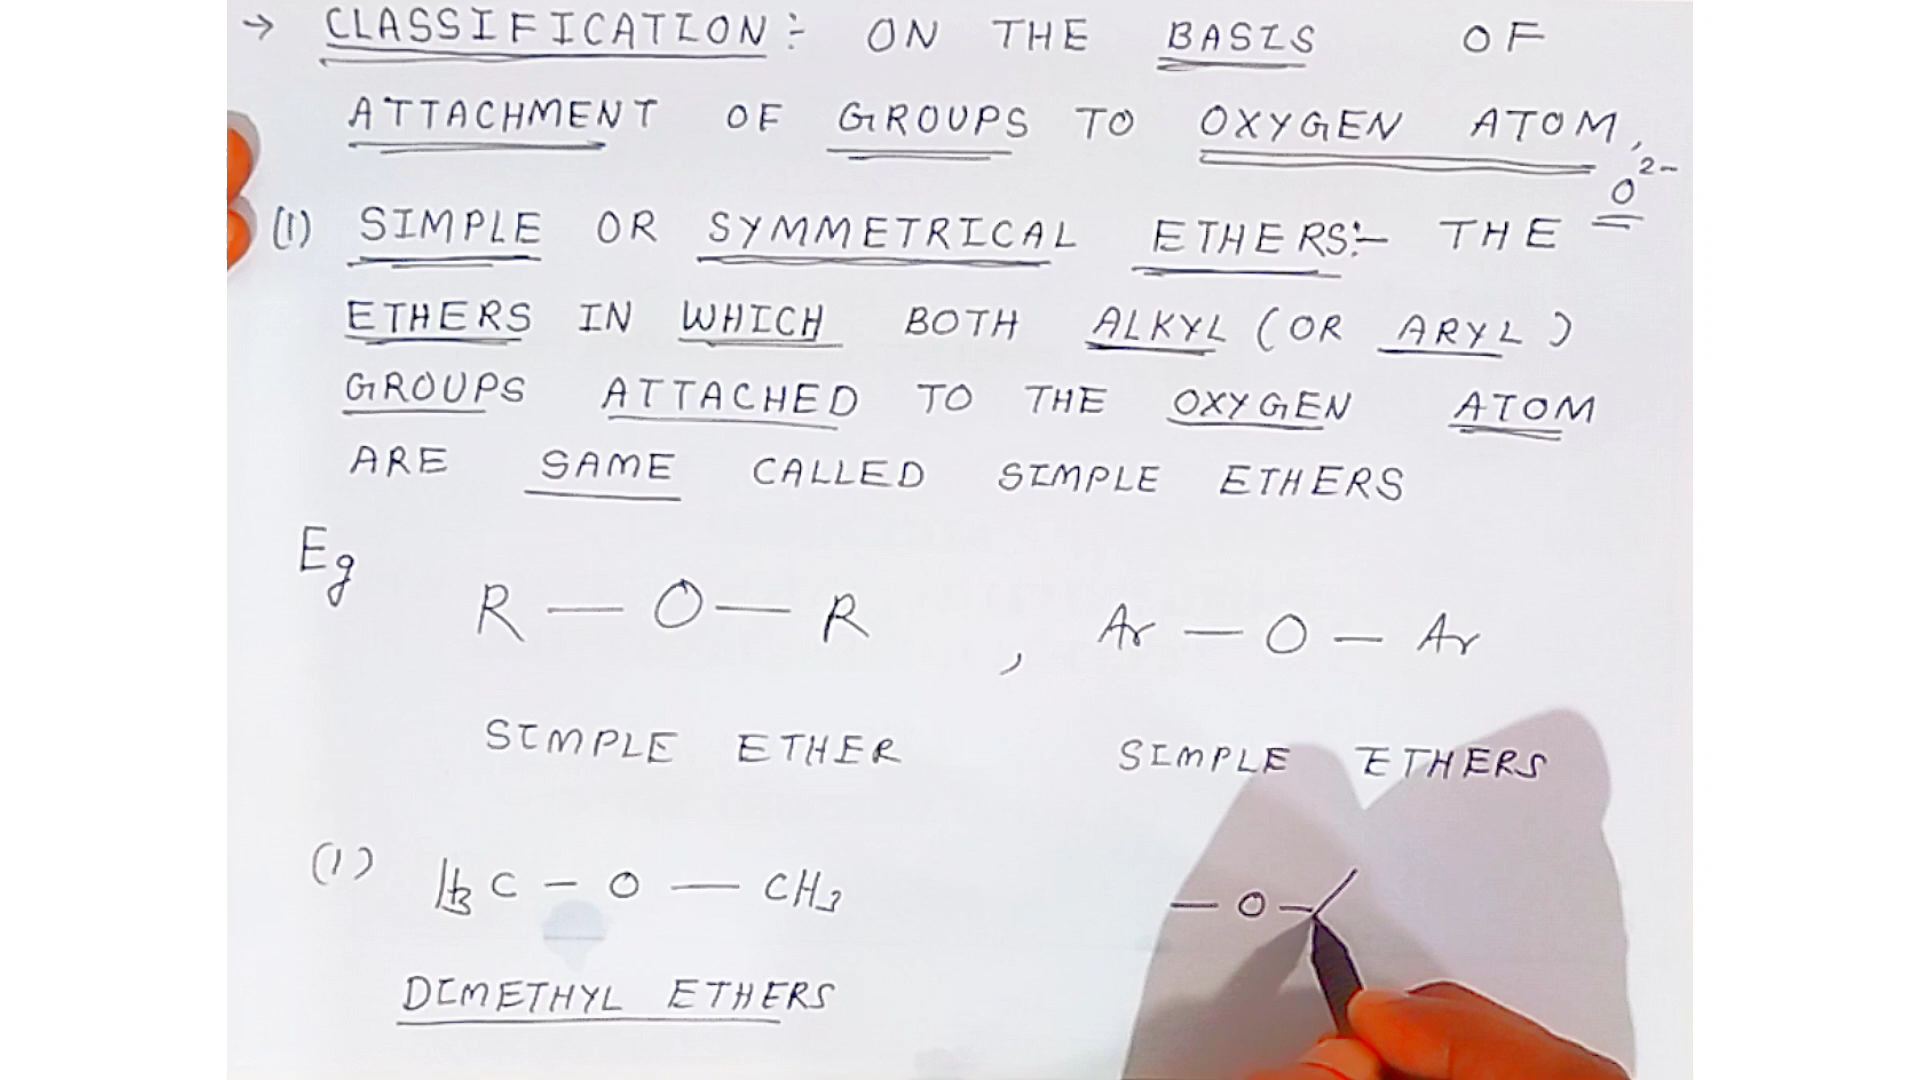 → CLASSIFICATION:- ON THE BASIS OF
ATTACHMENT OF GROUPS TO OXYGEN ATOM,
O²⁻
(1) SIMPLE OR SYMMETRICAL ETHERS:- THE
ETHERS IN WHICH BOTH ALKYL (OR ARYL)
GROUPS ATTACHED TO THE OXYGEN ATOM
ARE SAME CALLED SIMPLE ETHERS
Eg
R — O — R , Ar — O — Ar
SIMPLE ETHER SIMPLE ETHERS
(1) H₃C — O — CH₃ — O —
DIMETHYL ETHERS